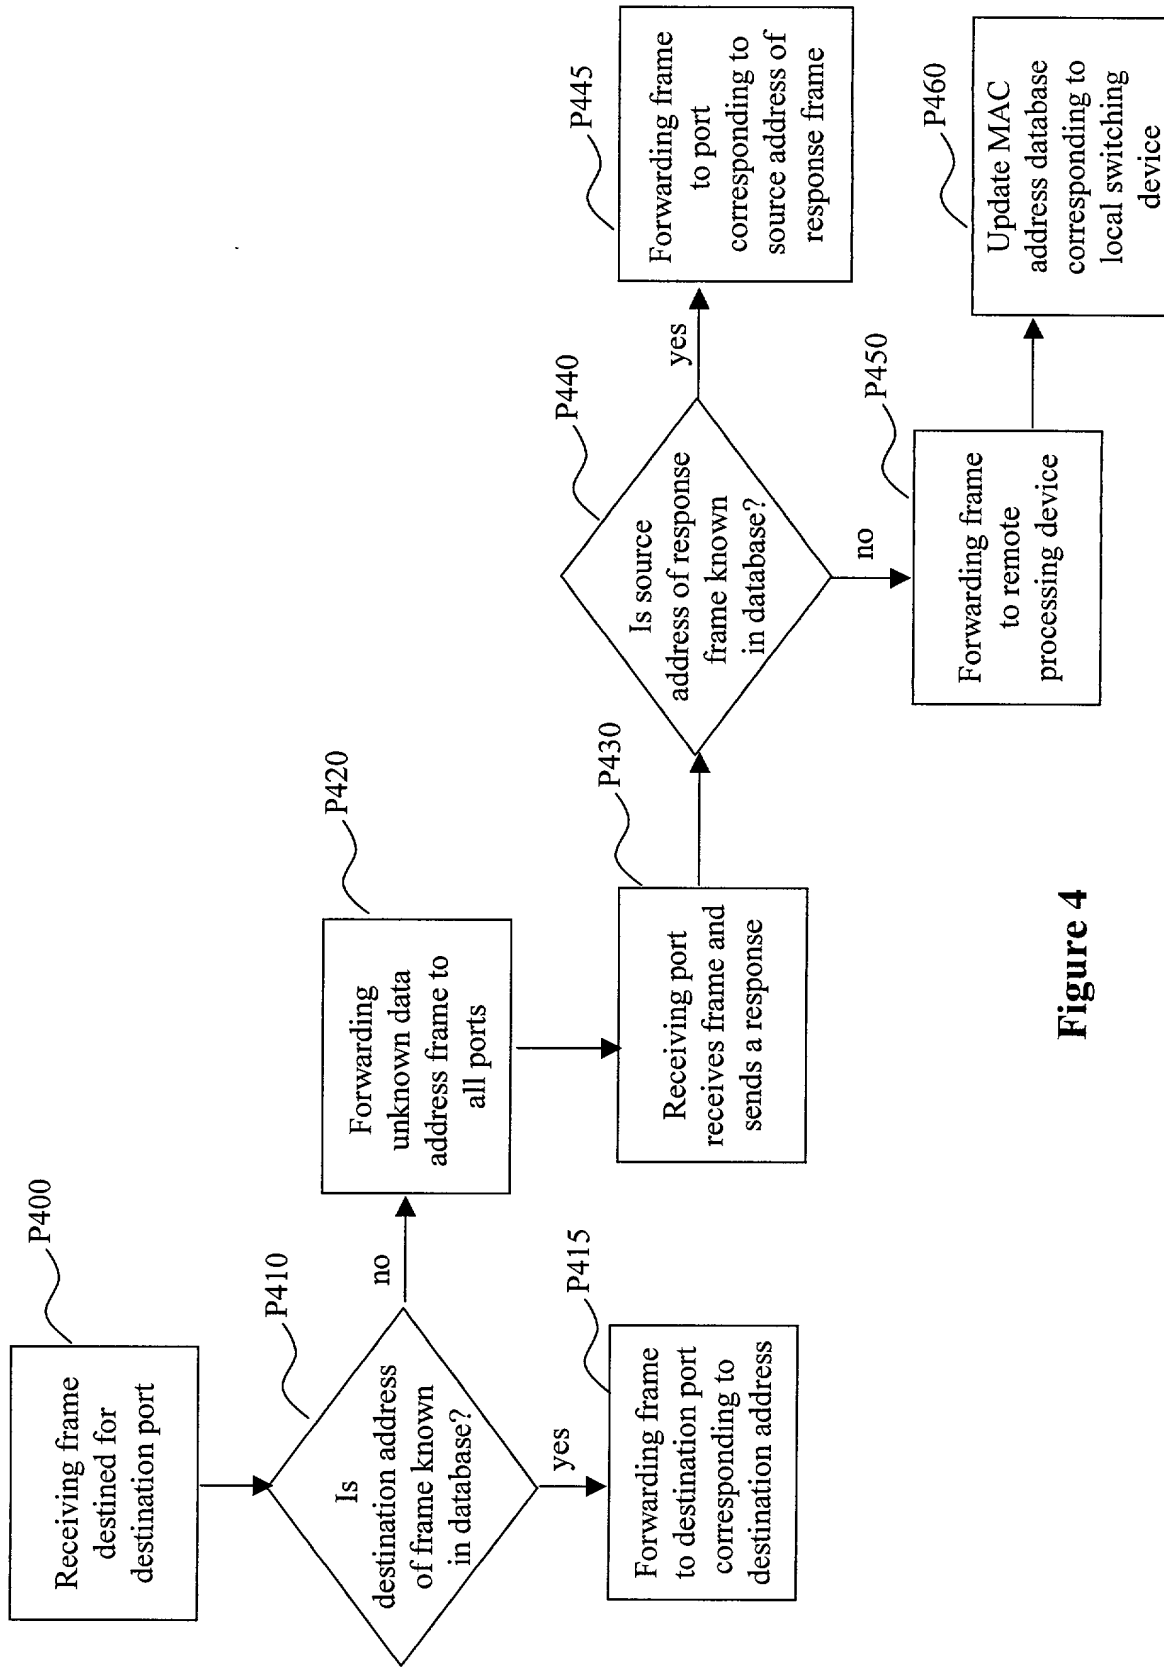 P400
Receiving frame
destined for
destination port
P410
Is
destination address
of frame known
in database?
no
yes
P415
Forwarding frame
to destination port
corresponding to
destination address
P420
Forwarding
unknown data
address frame to
all ports
P430
Receiving port
receives frame and
sends a response
P440
Is source
address of response
frame known
in database?
yes
no
P445
Forwarding frame
to port
corresponding to
source address of
response frame
P450
Forwarding frame
to remote
processing device
P460
Update MAC
address database
corresponding to
local switching
device
Figure 4